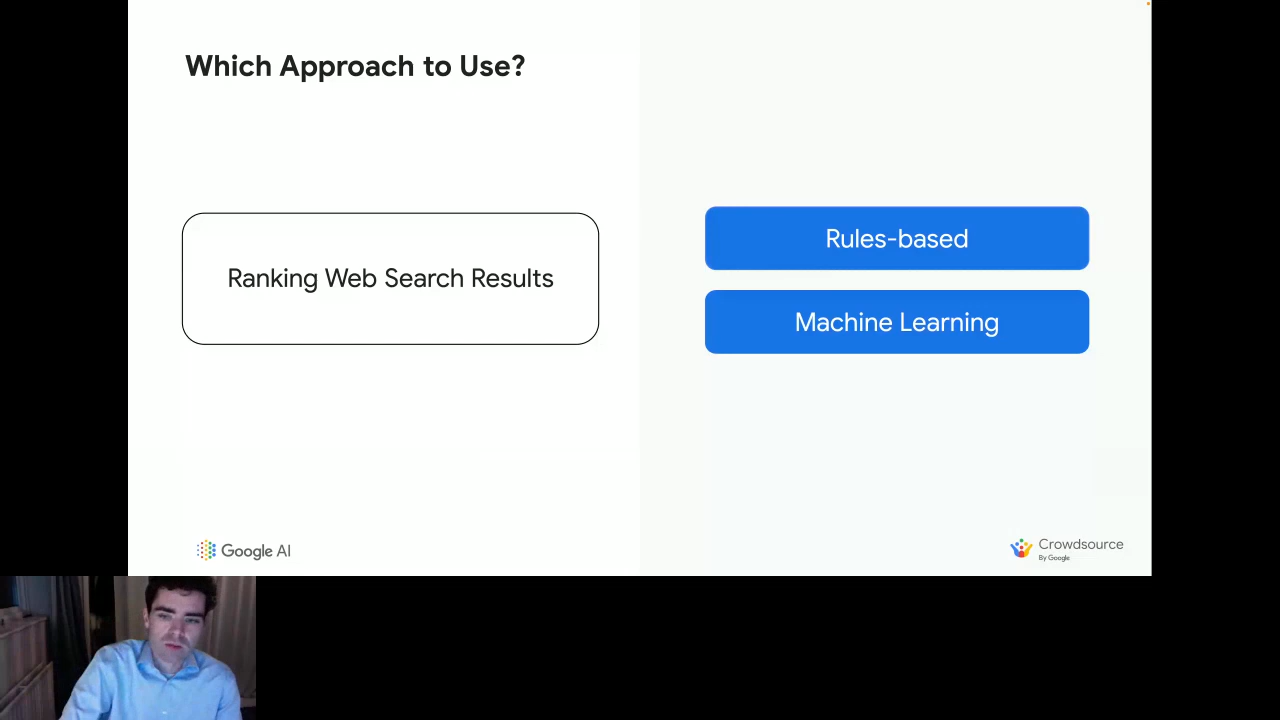 Which Approach to Use?
Ranking Web Search Results
Rules-based
Machine Learning
Google AI
Crowdsource
By Google